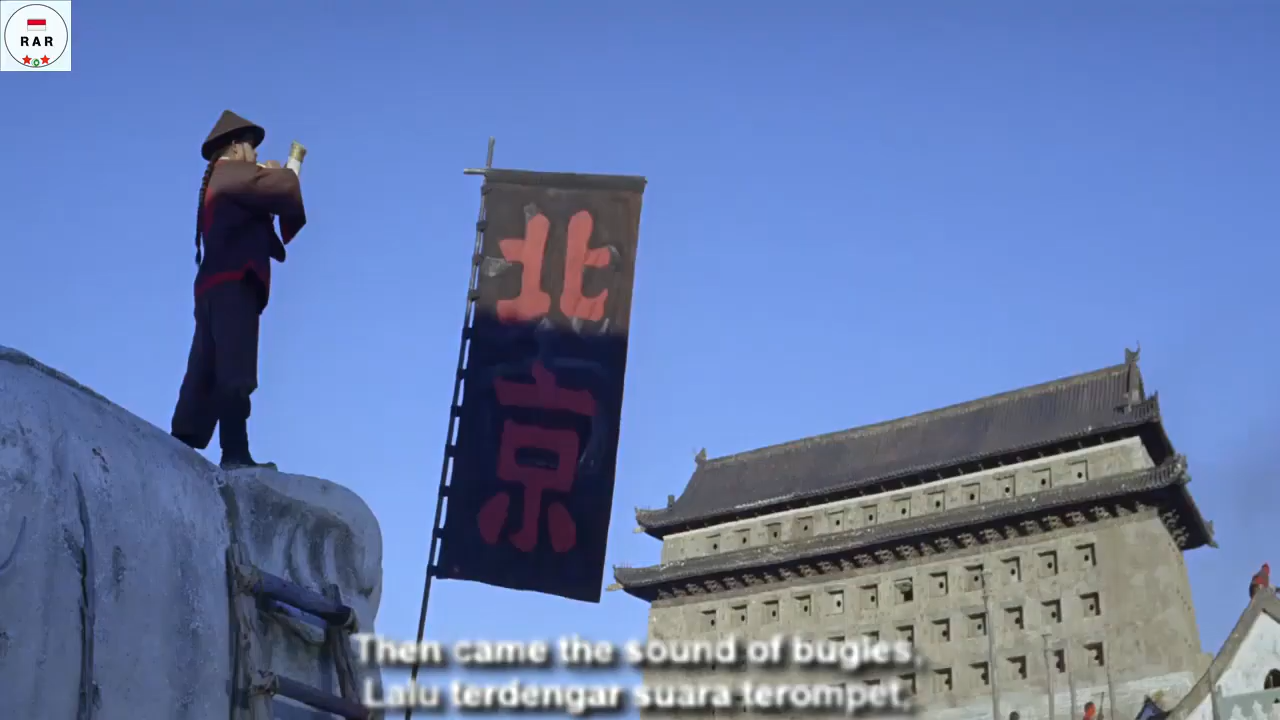 RAR
北京
Then came the sound of bugles,
Lalu terdengar suara terompet,